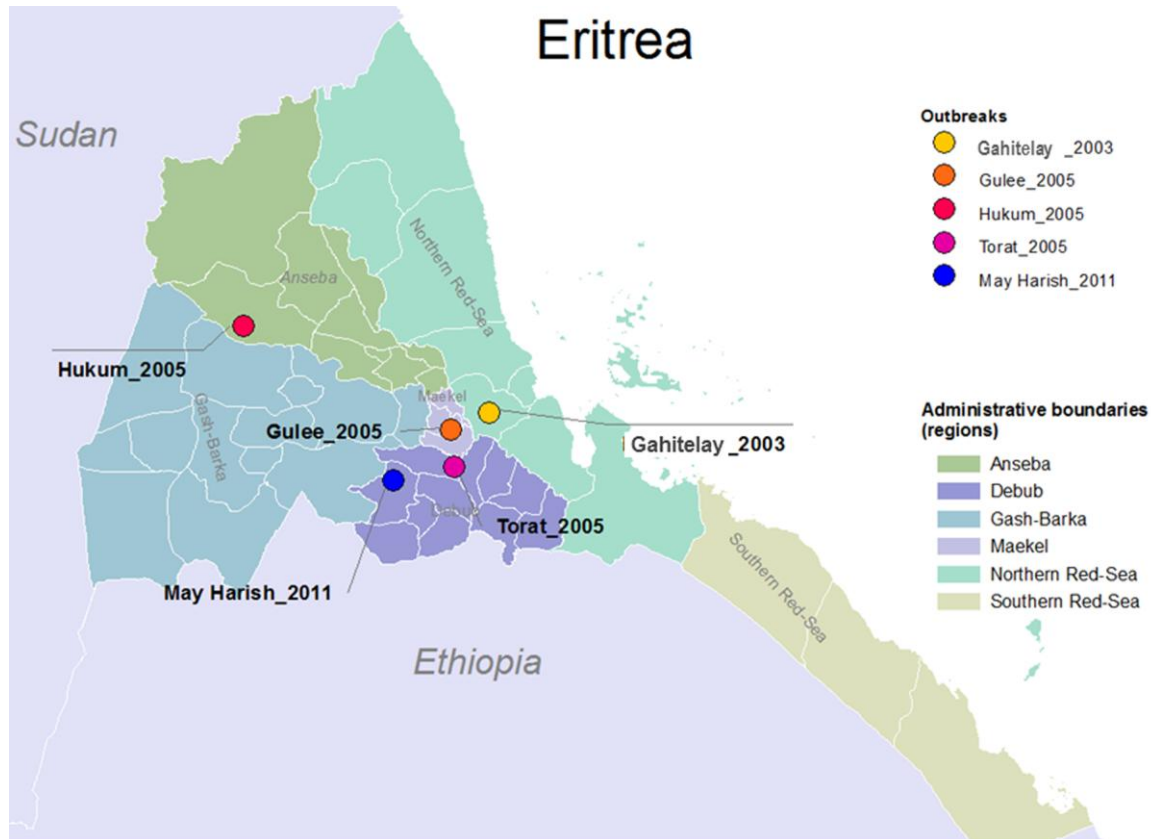 Eritrea
Sudan
Outbreaks
Gahitelay _2003
Gulee_2005
Hukum_2005
Torat_2005
May Harish_2011
Northern Red-Sea
Anseba
Hukum_2005
Maekel
Gash-Barka
Gulee_2005
Gahitelay _2003
Debub
Torat_2005
May Harish_2011
Southern Red-Sea
Ethiopia
Administrative boundaries
(regions)
Anseba
Debub
Gash-Barka
Maekel
Northern Red-Sea
Southern Red-Sea